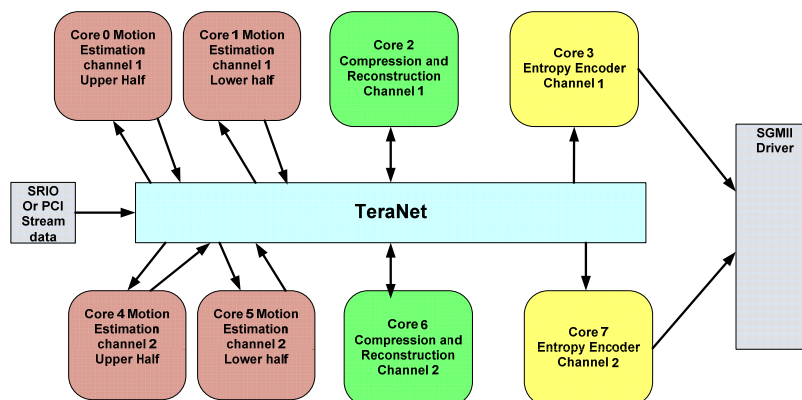 Core 0 Motion
Estimation
channel 1
Upper Half
Core 1 Motion
Estimation
channel 1
Lower half
Core 2
Compression and
Reconstruction
Channel 1
Core 3
Entropy Encoder
Channel 1
SGMII
Driver
SRIO
Or PCI
Stream
data
TeraNet
Core 4 Motion
Estimation
channel 2
Upper Half
Core 5 Motion
Estimation
channel 2
Lower half
Core 6
Compression and
Reconstruction
Channel 2
Core 7
Entropy Encoder
Channel 2